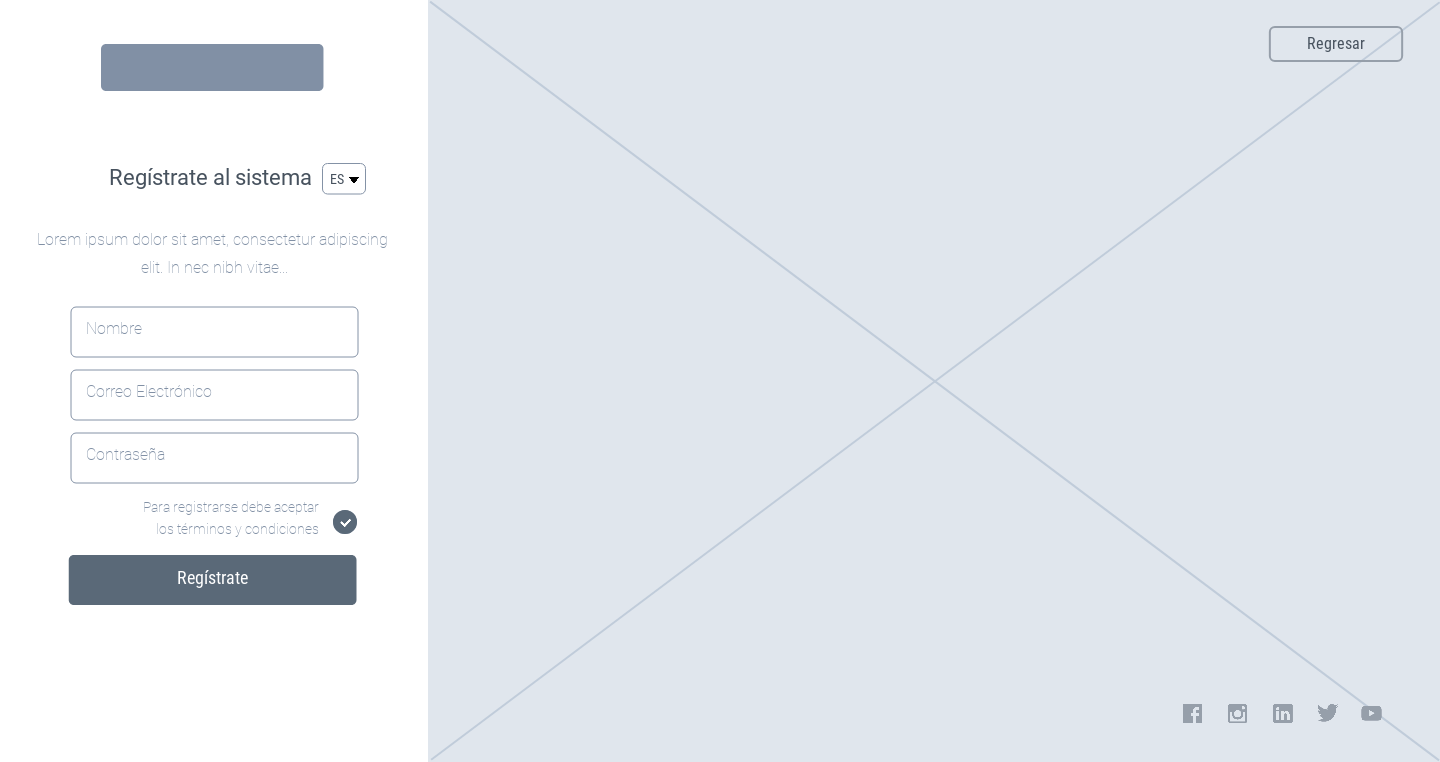 Regresar
Regístrate al sistema
ES
Lorem ipsum dolor sit amet, consectetur adipiscing
elit. In nec nibh vitae...
Nombre
Correo Electrónico
Contraseña
Para registrarse debe aceptar
los términos y condiciones
Regístrate